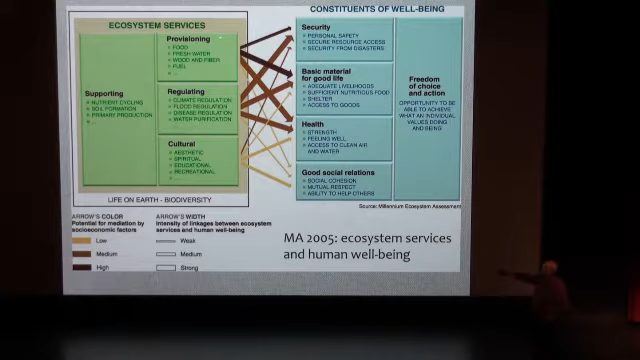 ECOSYSTEM SERVICES
Provisioning
FOOD
FRESH WATER
WOOD AND FIBER
FUEL
...
Supporting
NUTRIENT CYCLING
SOIL FORMATION
PRIMARY PRODUCTION
...
Regulating
CLIMATE REGULATION
FLOOD REGULATION
DISEASE REGULATION
WATER PURIFICATION
...
Cultural
AESTHETIC
SPIRITUAL
EDUCATIONAL
RECREATIONAL
...
LIFE ON EARTH - BIODIVERSITY
CONSTITUENTS OF WELL-BEING
Security
PERSONAL SAFETY
SECURE RESOURCE ACCESS
SECURITY FROM DISASTERS
Basic material
for good life
ADEQUATE LIVELIHOODS
SUFFICIENT NUTRITIOUS FOOD
SHELTER
ACCESS TO GOODS
Health
STRENGTH
FEELING WELL
ACCESS TO CLEAN AIR
AND WATER
Good social relations
SOCIAL COHESION
MUTUAL RESPECT
ABILITY TO HELP OTHERS
Freedom
of choice
and action
OPPORTUNITY TO BE
ABLE TO ACHIEVE
WHAT AN INDIVIDUAL
VALUES DOING
AND BEING
Source: Millennium Ecosystem Assessment
ARROW'S COLOR
Potential for mediation by
socioeconomic factors
Low
Medium
High
ARROW'S WIDTH
Intensity of linkages between ecosystem
services and human well-being
Weak
Medium
Strong
MA 2005: ecosystem services
and human well-being